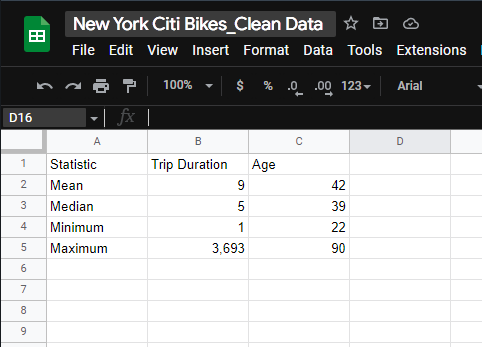 New York Citi Bikes_Clean Data
File Edit View Insert Format Data Tools Extensions
100% $ % .0 .00 123 Arial
D16 fx
A B C D
1 Statistic Trip Duration Age
2 Mean 9 42
3 Median 5 39
4 Minimum 1 22
5 Maximum 3,693 90
6
7
8
9